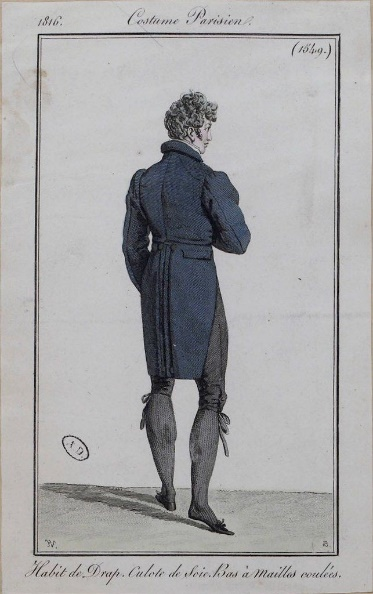 1816. Costume Parisien.
(1549.)
A.D
B.
Habit de Drap. Culote de Soie. Bas à Mailles coulées.